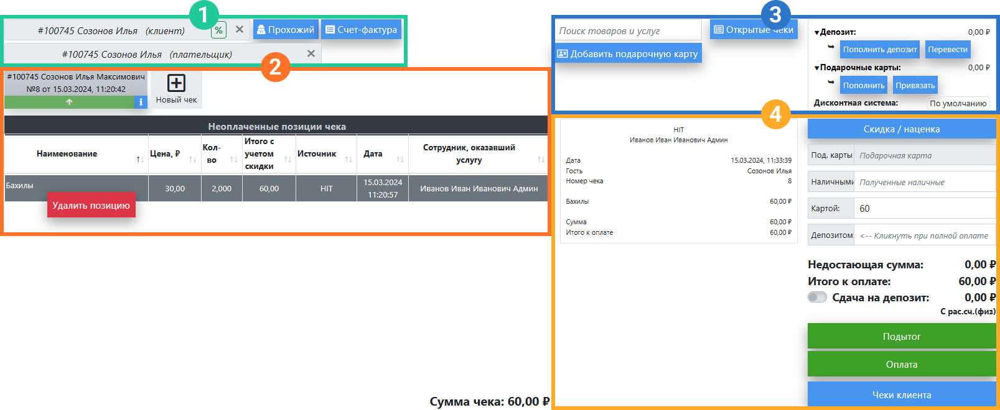 1
#100745 Созонов Илья (клиент)
%
Прохожий
Счет-фактура
#100745 Созонов Илья (плательщик)
2
#100745 Созонов Илья Максимович
№8 от 15.03.2024, 11:20:42
Новый чек
Неоплаченные позиции чека
Наименование
Цена, ₽
Кол-
во
Итого с
учетом
скидки
Источник
Дата
Сотрудник, оказавший
услугу
Бахилы
30,00
2,000
60,00
HIT
15.03.2024
11:20:57
Иванов Иван Иванович Админ
Удалить позицию
Сумма чека: 60,00 ₽
3
Поиск товаров и услуг
Открытые чеки
Добавить подарочную карту
Депозит: 0,00 ₽
Пополнить депозит
Перевести
Подарочные карты: 0,00 ₽
Пополнить
Привязать
Дисконтная система: По умолчанию
4
HIT
Иванов Иван Иванович Админ
Дата 15.03.2024, 11:33:39
Гость Созонов Илья
Номер чека 8
Бахилы 60,00 ₽
Сумма 60,00 ₽
Итого к оплате 60,00 ₽
Скидка / наценка
Под. карты Подарочная карта
Наличными Полученные наличные
Картой: 60
Депозитом: <-- Кликнуть при полной оплате
Недостающая сумма: 0,00 ₽
Итого к оплате: 60,00 ₽
Сдача на депозит: 0,00 ₽
С рас.сч.(физ)
Подытог
Оплата
Чеки клиента